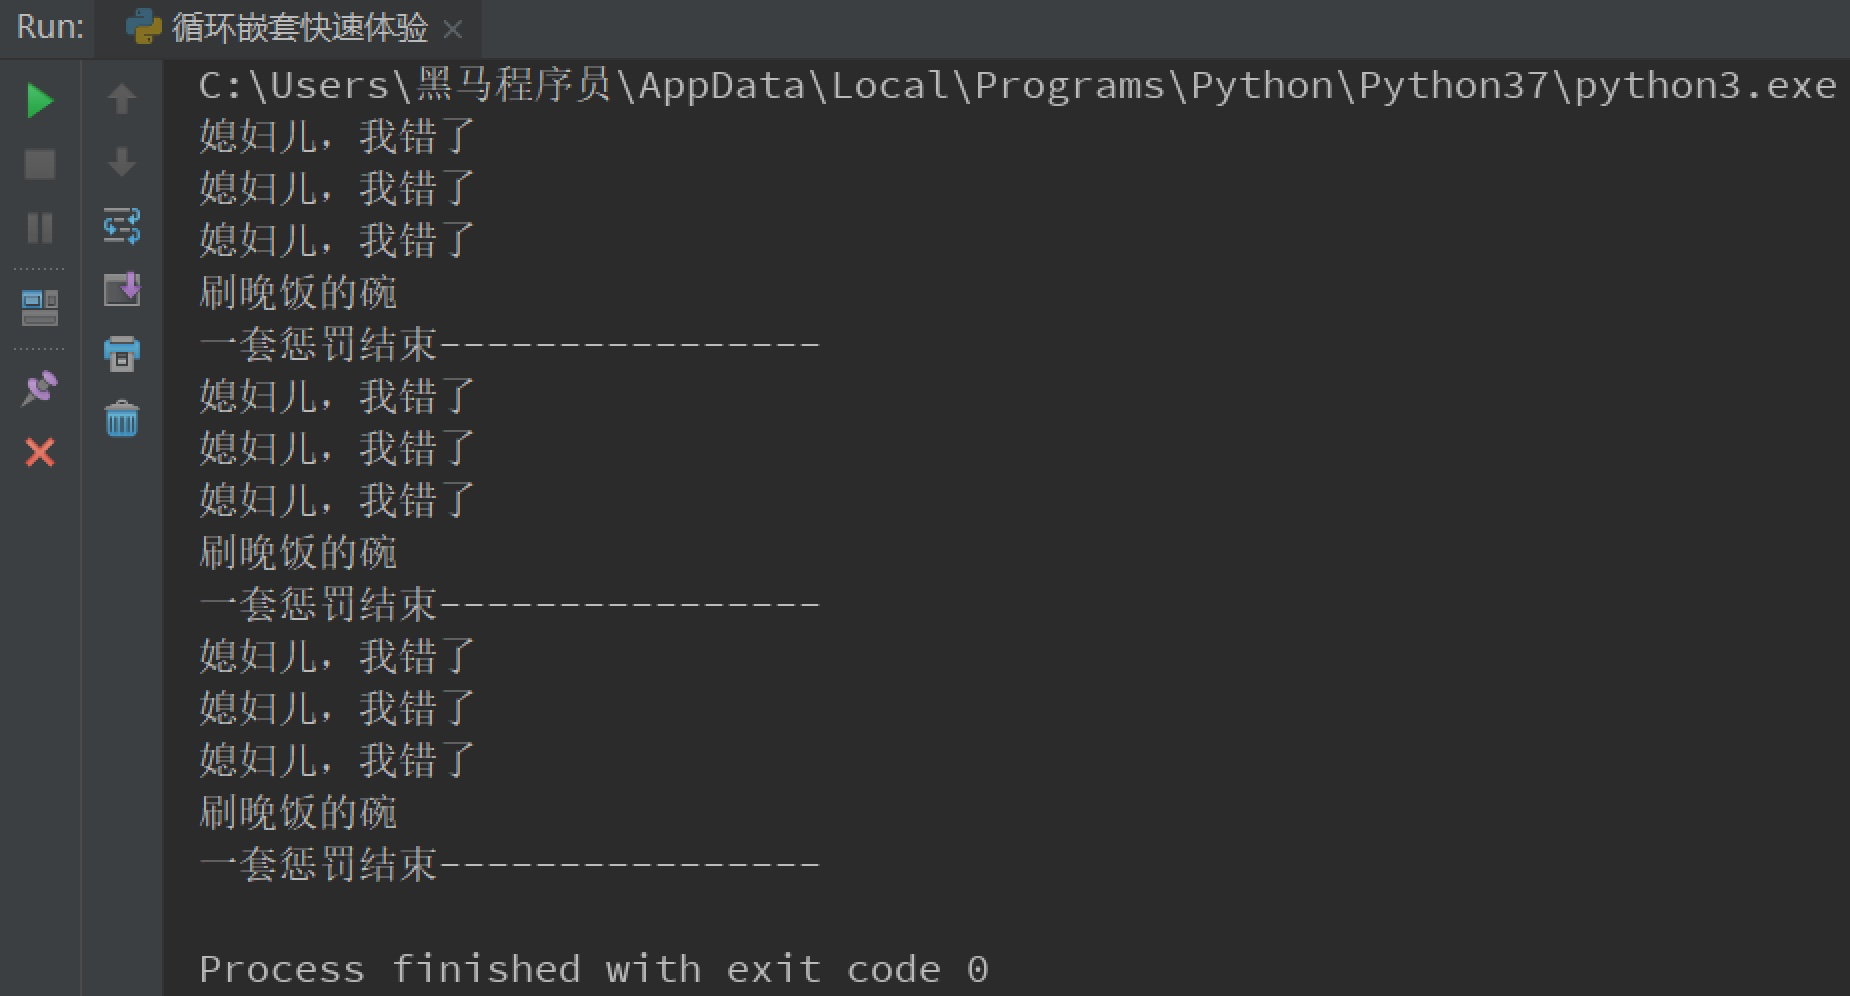 Run: 循环嵌套快速体验
C:\Users\黑马程序员\AppData\Local\Programs\Python\Python37\python3.exe
媳妇儿，我错了
媳妇儿，我错了
媳妇儿，我错了
刷晚饭的碗
一套惩罚结束----------------
媳妇儿，我错了
媳妇儿，我错了
媳妇儿，我错了
刷晚饭的碗
一套惩罚结束----------------
媳妇儿，我错了
媳妇儿，我错了
媳妇儿，我错了
刷晚饭的碗
一套惩罚结束----------------
Process finished with exit code 0